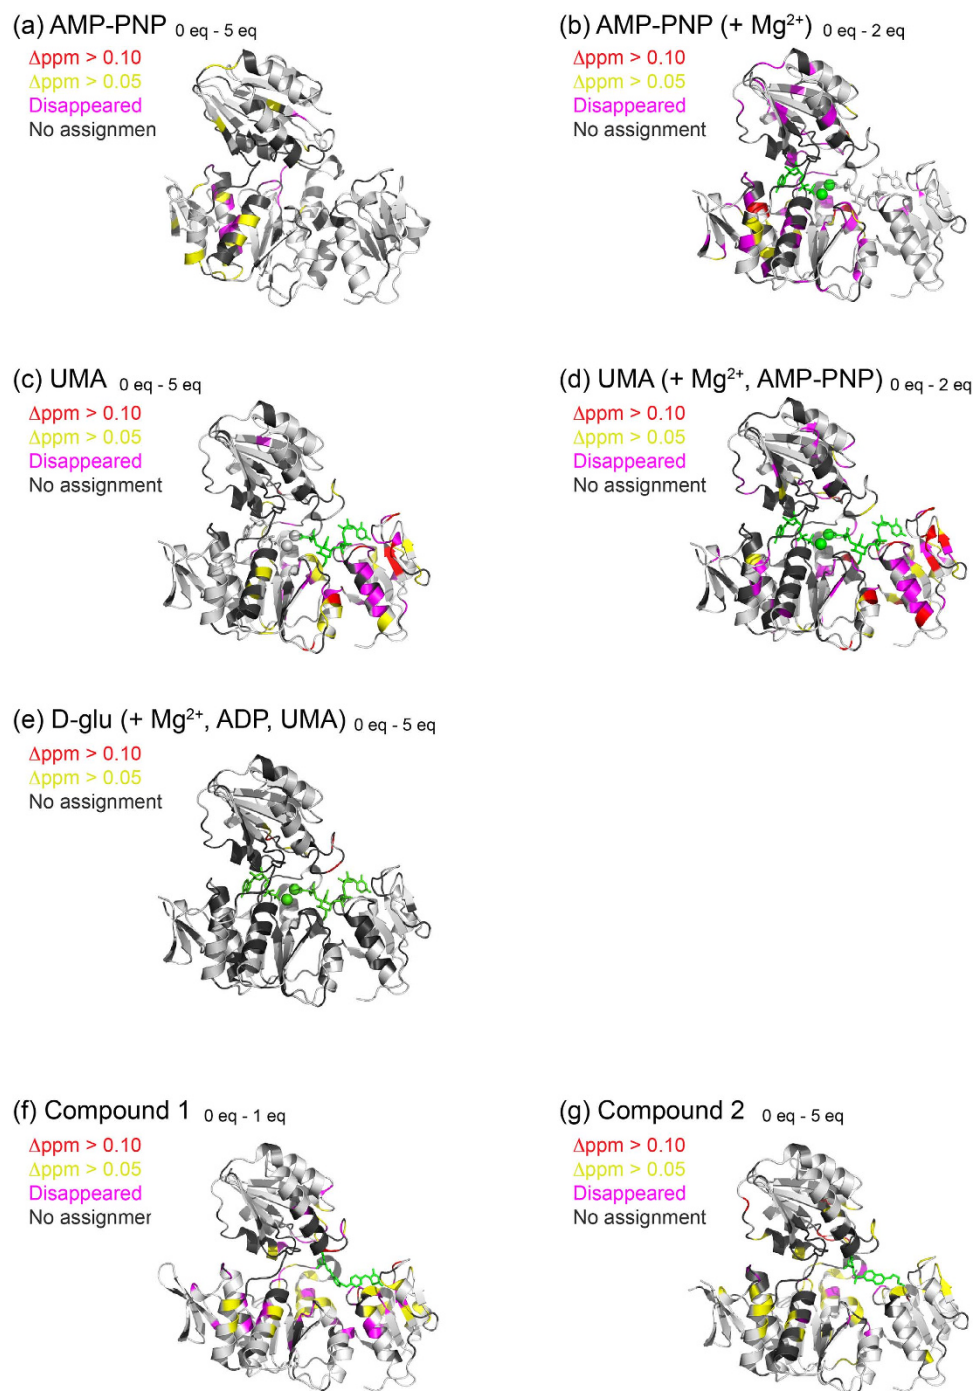 (a) AMP-PNP 0 eq - 5 eq
Δppm > 0.10
Δppm > 0.05
Disappeared
No assignmen
(b) AMP-PNP (+ Mg²⁺) 0 eq - 2 eq
Δppm > 0.10
Δppm > 0.05
Disappeared
No assignment
(c) UMA 0 eq - 5 eq
Δppm > 0.10
Δppm > 0.05
Disappeared
No assignment
(d) UMA (+ Mg²⁺, AMP-PNP) 0 eq - 2 eq
Δppm > 0.10
Δppm > 0.05
Disappeared
No assignment
(e) D-glu (+ Mg²⁺, ADP, UMA) 0 eq - 5 eq
Δppm > 0.10
Δppm > 0.05
No assignment
(f) Compound 1 0 eq - 1 eq
Δppm > 0.10
Δppm > 0.05
Disappeared
No assignmer
(g) Compound 2 0 eq - 5 eq
Δppm > 0.10
Δppm > 0.05
Disappeared
No assignment